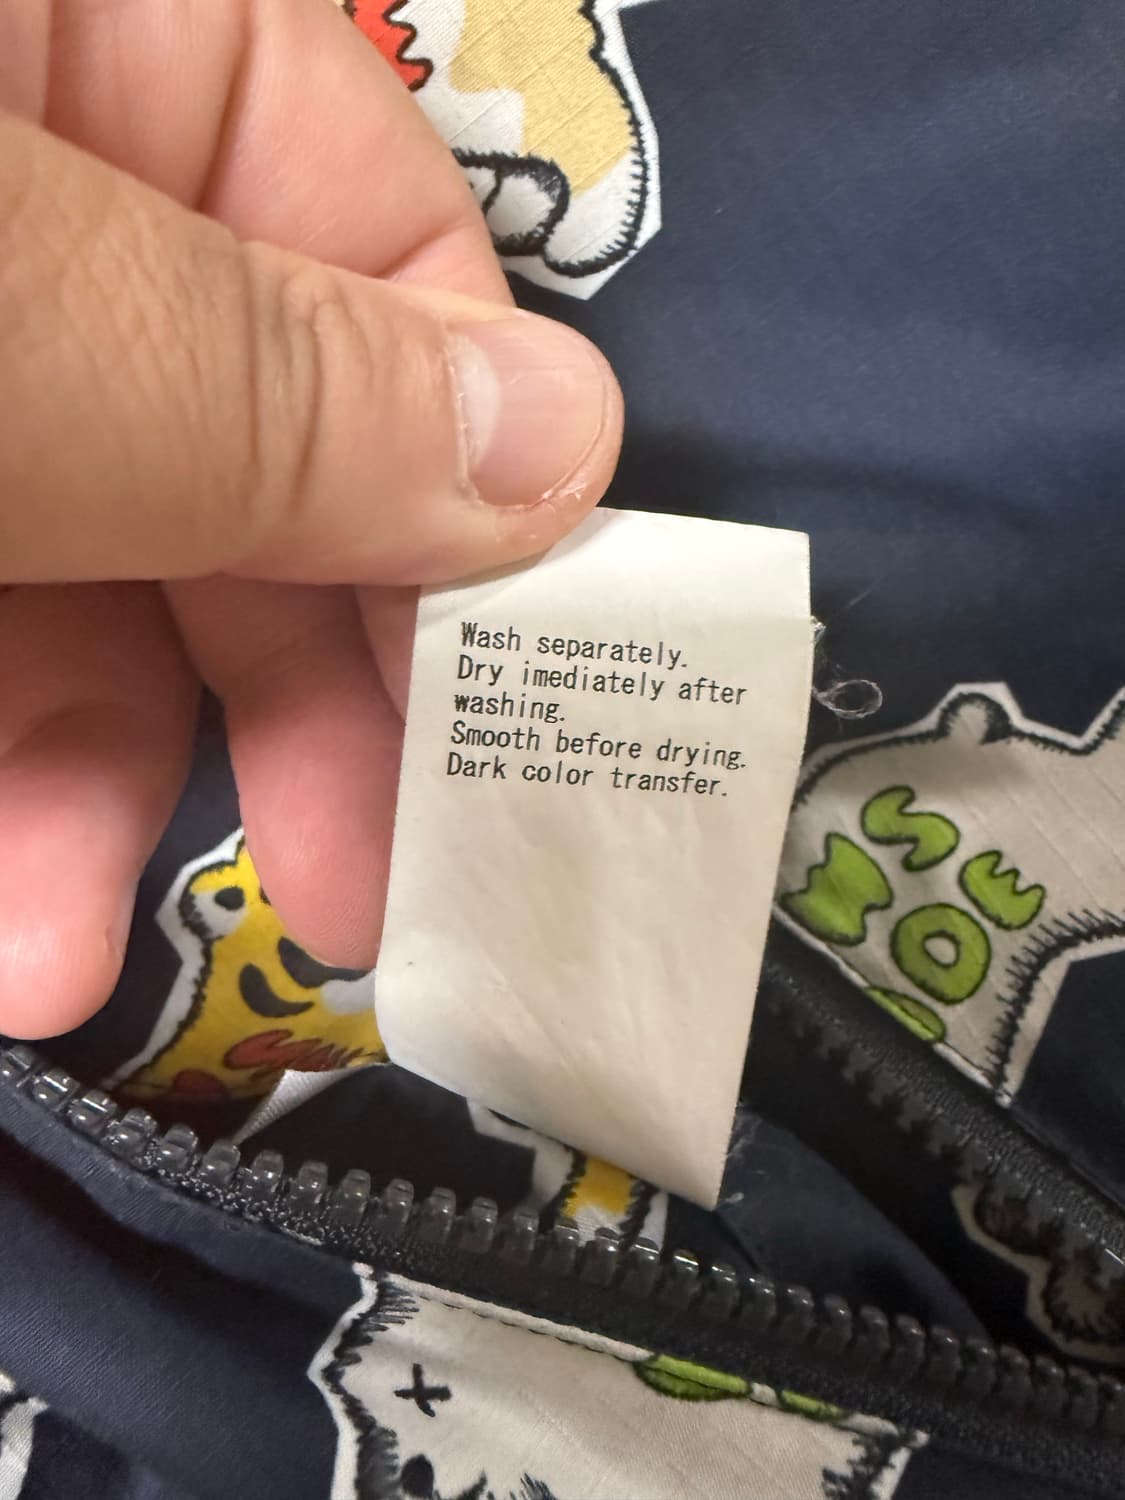 Wash separately.
Dry imediately after
washing.
Smooth before drying.
Dark color transfer.